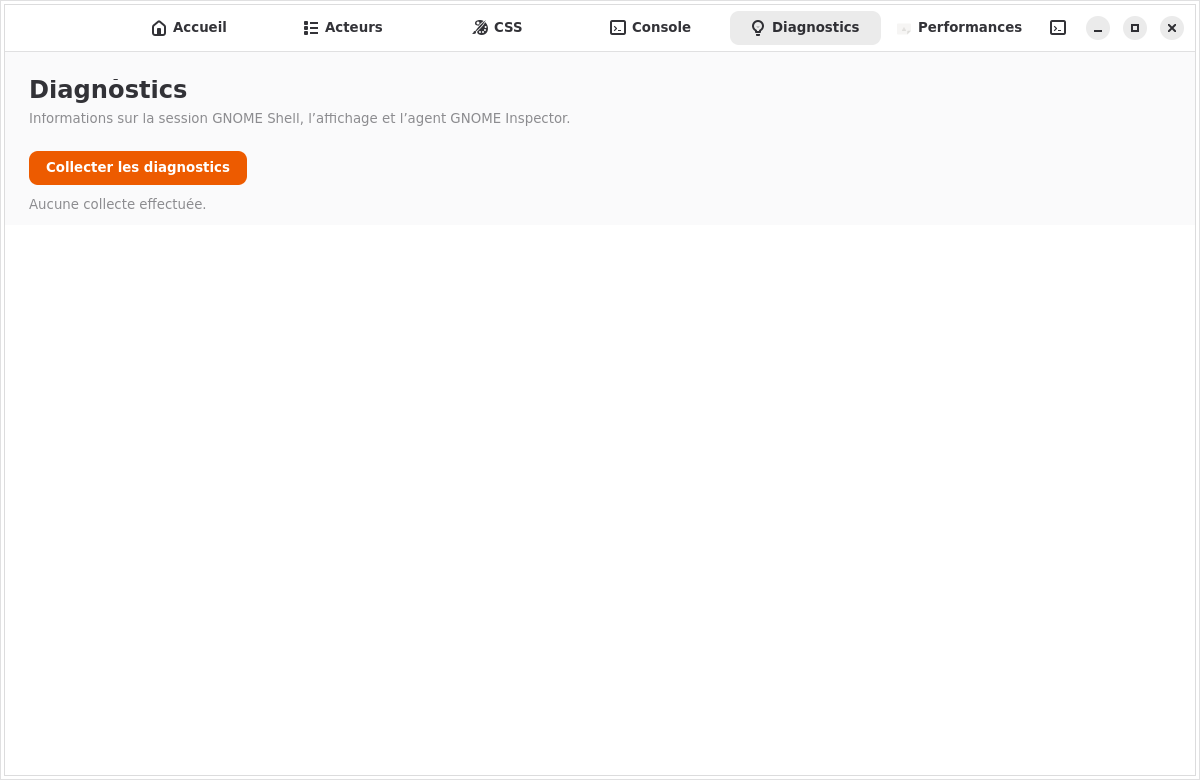 Accueil
Acteurs
CSS
Console
Diagnostics
Performances
Diagnostics
Informations sur la session GNOME Shell, l’affichage et l’agent GNOME Inspector.
Collecter les diagnostics
Aucune collecte effectuée.